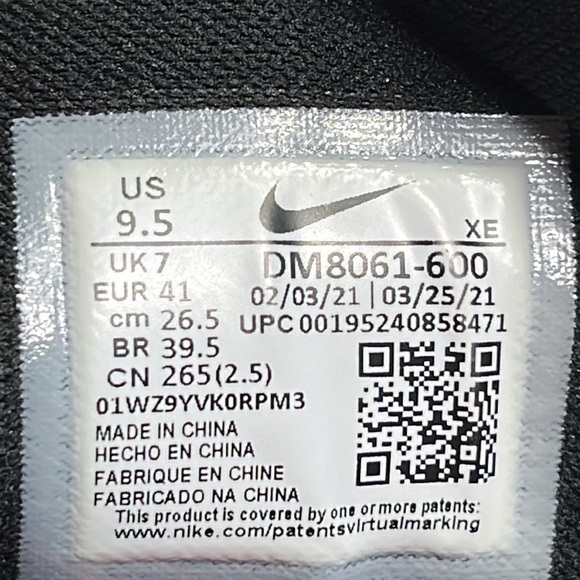 US
9.5
XE
UK 7
DM8061-600
EUR 41
02/03/21 | 03/25/21
cm 26.5
UPC 00195240858471
BR 39.5
CN 265(2.5)
01WZ9YVK0RPM3
MADE IN CHINA
HECHO EN CHINA
FABRIQUE EN CHINE
FABRICADO NA CHINA
This product is covered by one or more patents:
www.nike.com/patentsvirtualmarking